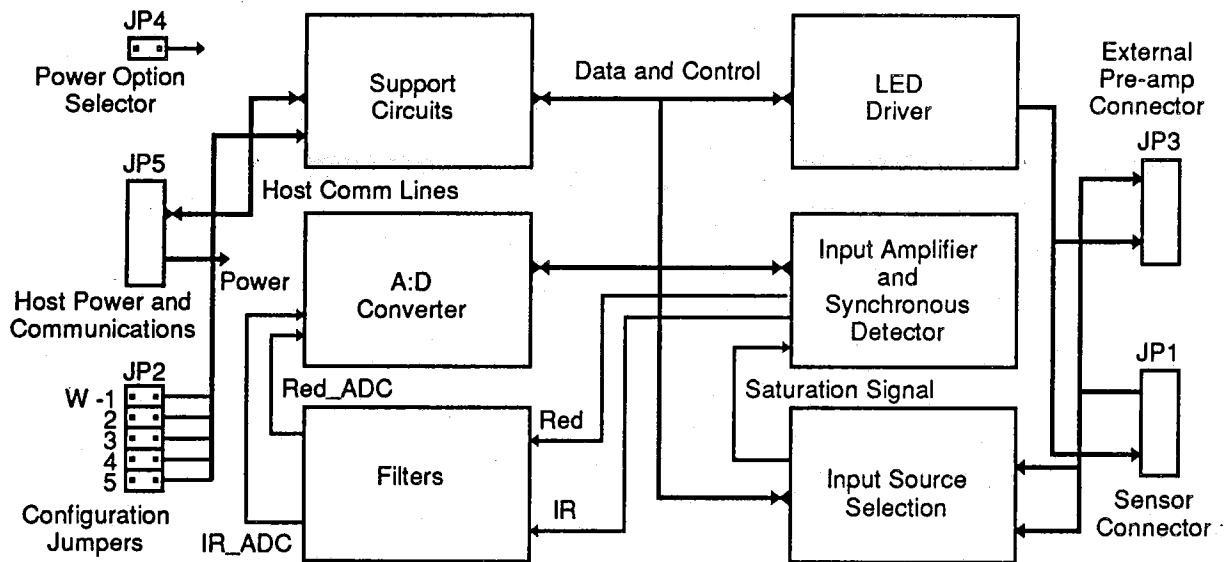 JP4
Power Option
Selector
Support
Circuits
Data and Control
LED
Driver
External
Pre-amp
Connector
JP3
JP5
Host Comm Lines
Power
Host Power and
Communications
A:D
Converter
Input Amplifier
and
Synchronous
Detector
JP2
W -1
2
3
4
5
Configuration
Jumpers
Red_ADC
IR_ADC
Filters
Red
IR
Saturation Signal
Input Source
Selection
JP1
Sensor
Connector